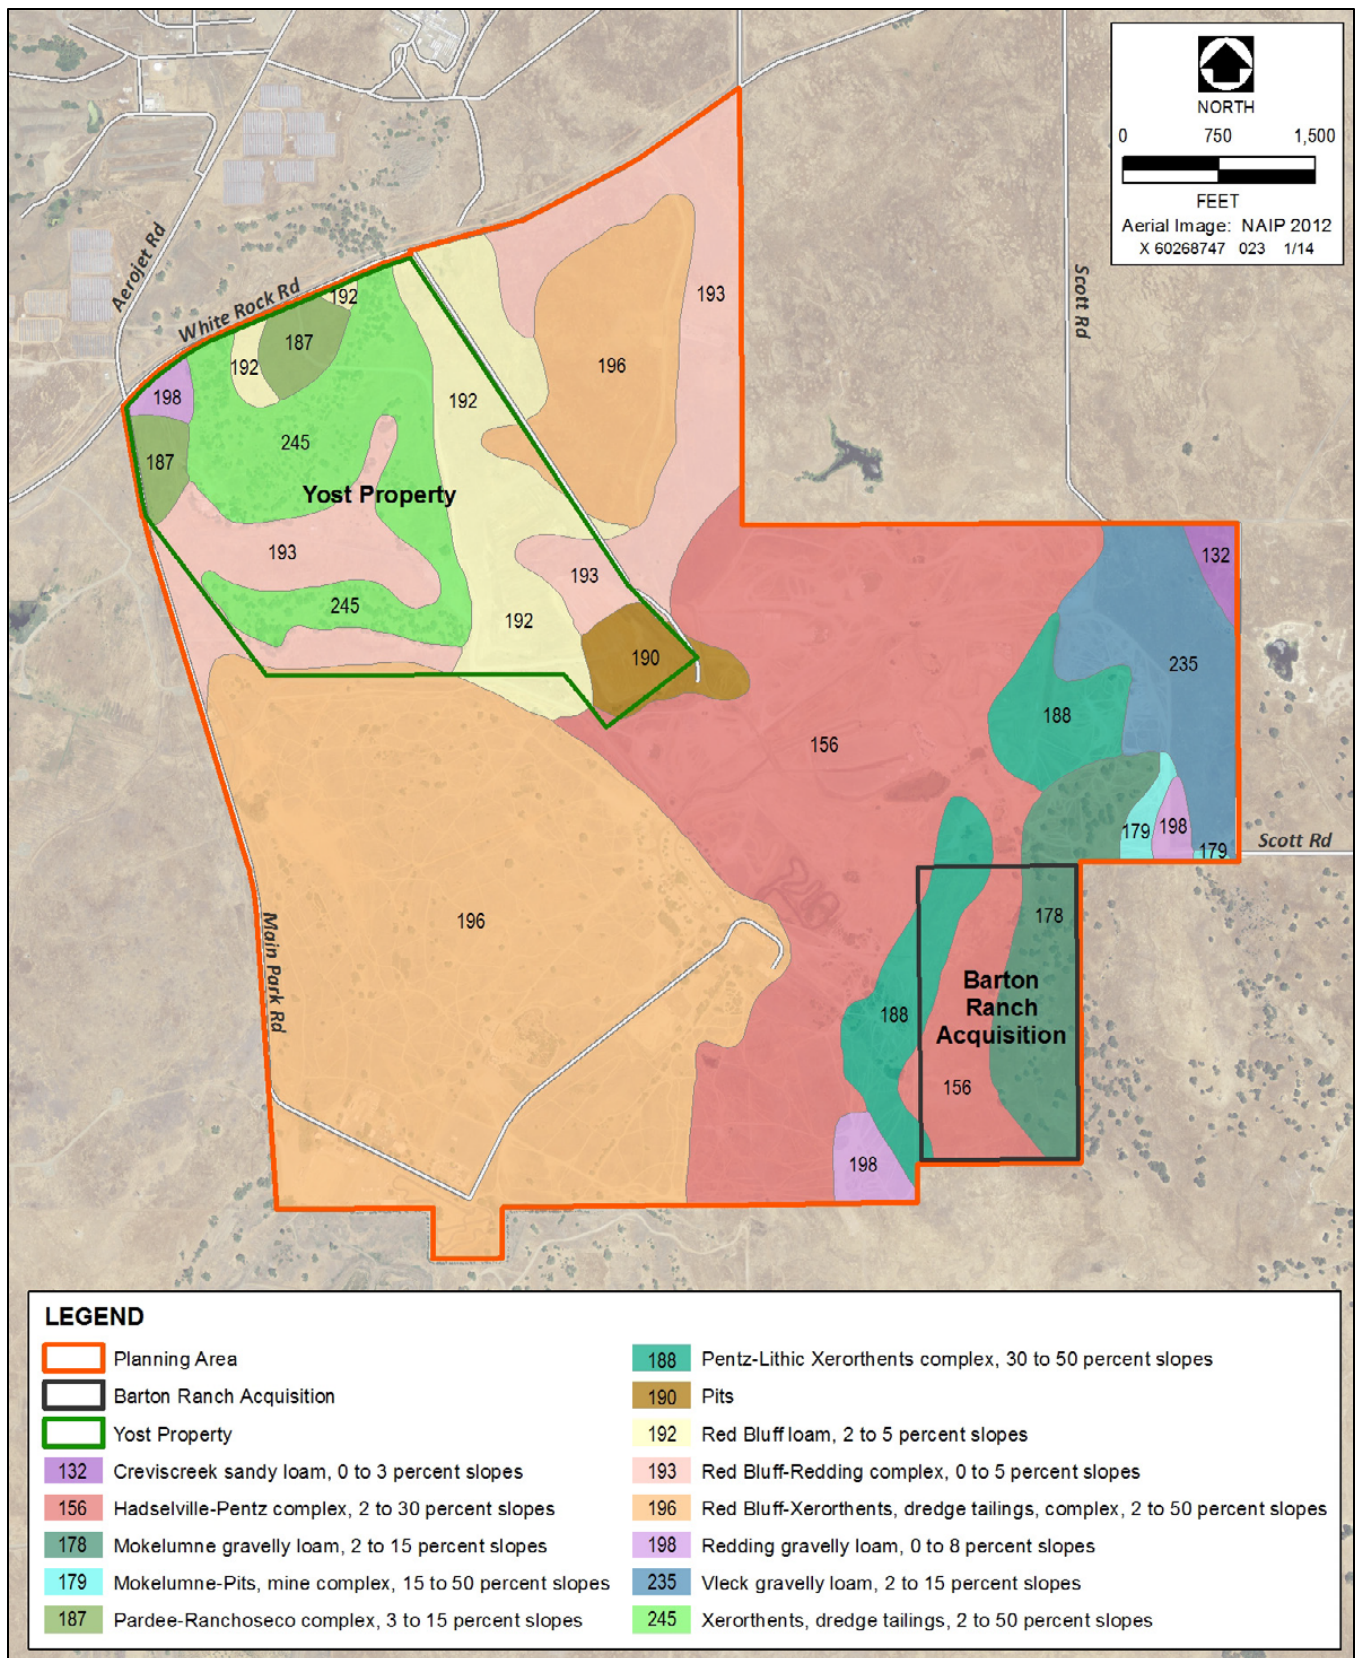 NORTH
0 750 1,500
FEET
Aerial Image: NAIP 2012
X 60268747 023 1/14
Aerojet Rd
White Rock Rd
Scott Rd
192
193
187
192
196
198
192
245
187
Yost Property
193
132
193
245
192
190
235
188
156
179
198
179
Scott Rd
196
178
Main Park Rd
Barton
Ranch
Acquisition
188
156
198
LEGEND
Planning Area
Barton Ranch Acquisition
Yost Property
132 Creviscreek sandy loam, 0 to 3 percent slopes
156 Hadselville-Pentz complex, 2 to 30 percent slopes
178 Mokelumne gravelly loam, 2 to 15 percent slopes
179 Mokelumne-Pits, mine complex, 15 to 50 percent slopes
187 Pardee-Ranchoseco complex, 3 to 15 percent slopes
188 Pentz-Lithic Xerorthents complex, 30 to 50 percent slopes
190 Pits
192 Red Bluff loam, 2 to 5 percent slopes
193 Red Bluff-Redding complex, 0 to 5 percent slopes
196 Red Bluff-Xerorthents, dredge tailings, complex, 2 to 50 percent slopes
198 Redding gravelly loam, 0 to 8 percent slopes
235 Vleck gravelly loam, 2 to 15 percent slopes
245 Xerorthents, dredge tailings, 2 to 50 percent slopes